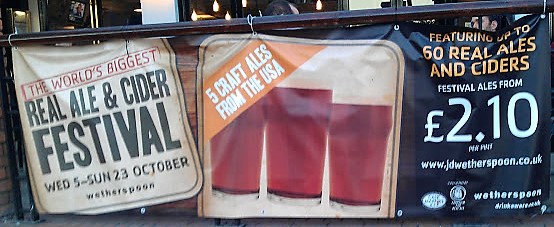 THE WORLD'S BIGGEST
REAL ALE & CIDER
FESTIVAL
WED 5–SUN 23 OCTOBER
wetherspoon
5 CRAFT ALES
FROM THE USA
FEATURING UP TO
60 REAL ALES
AND CIDERS
FESTIVAL ALES FROM
£2.10
PER PINT
www.jdwetherspoon.co.uk
wetherspoon
drinkaware.co.uk